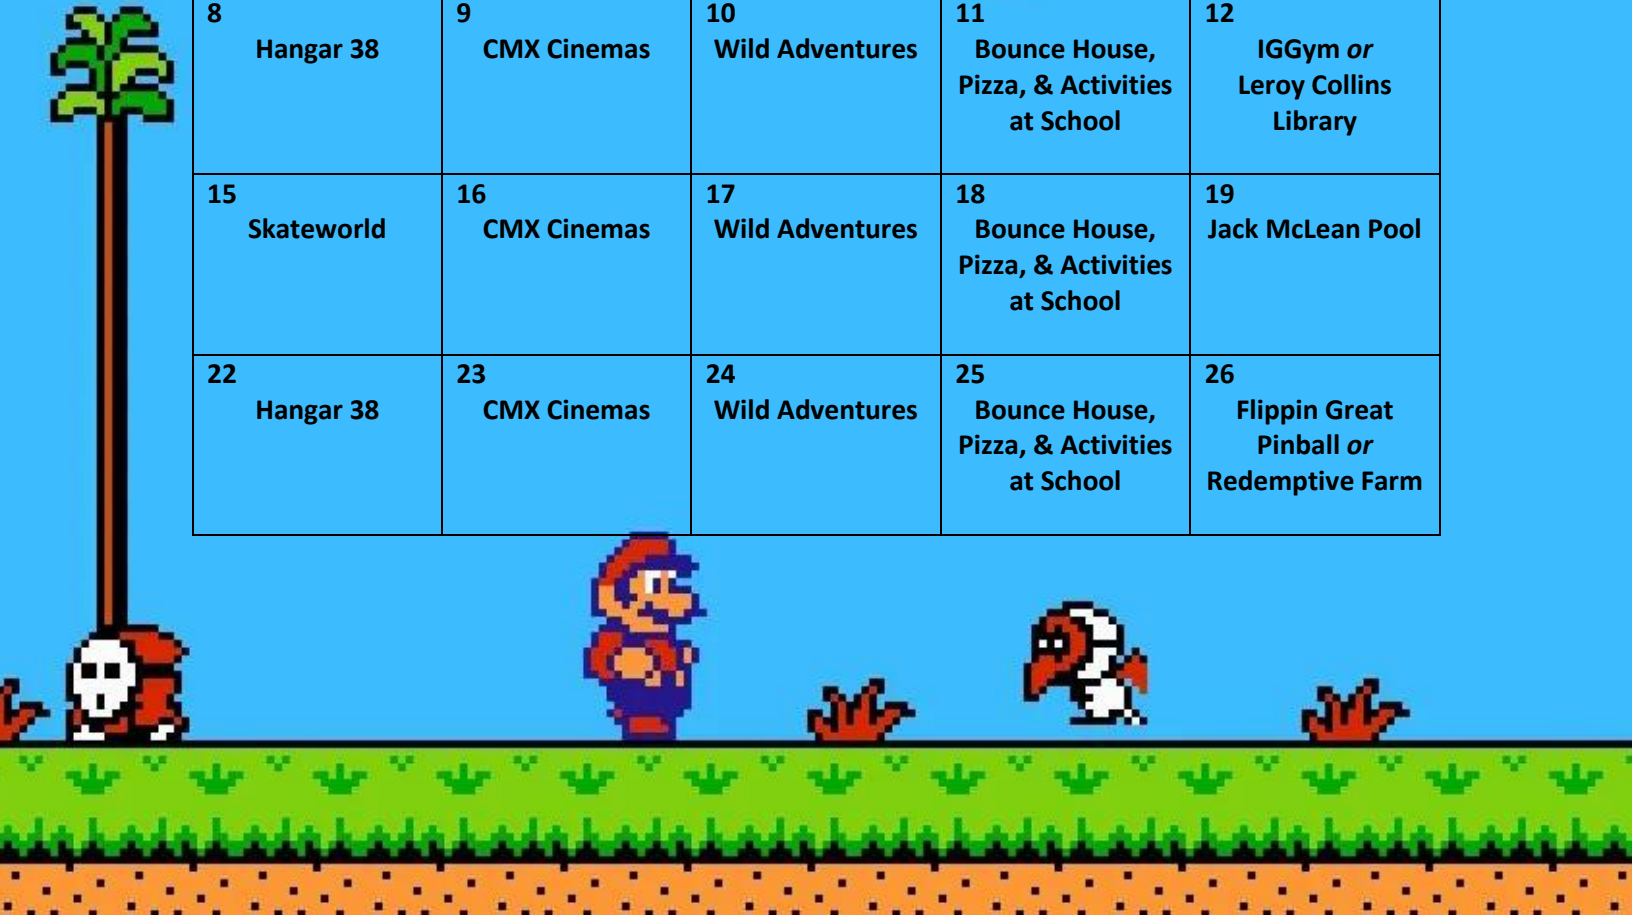 8
Hangar 38
9
CMX Cinemas
10
Wild Adventures
11
Bounce House,
Pizza, & Activities
at School
12
IGGym or
Leroy Collins
Library
15
Skateworld
16
CMX Cinemas
17
Wild Adventures
18
Bounce House,
Pizza, & Activities
at School
19
Jack McLean Pool
22
Hangar 38
23
CMX Cinemas
24
Wild Adventures
25
Bounce House,
Pizza, & Activities
at School
26
Flippin Great
Pinball or
Redemptive Farm